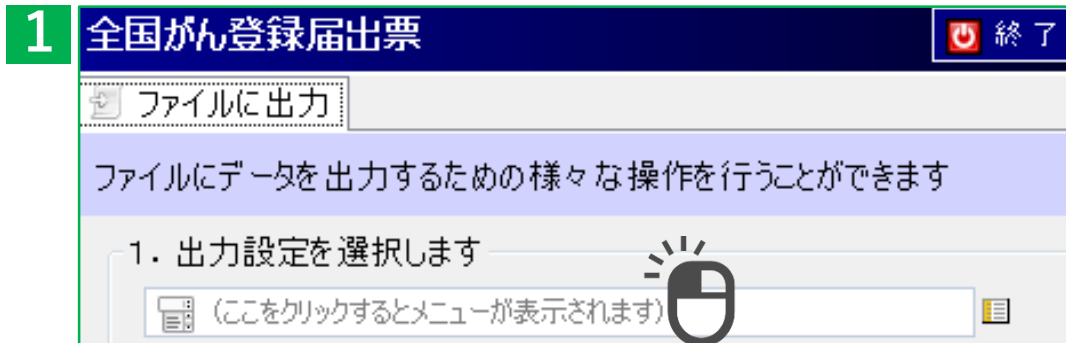 1
全国がん登録届出票
終了
ファイルに出力
ファイルにデータを出力するための様々な操作を行うことができます
1．出力設定を選択します
(ここをクリックするとメニューが表示されます)